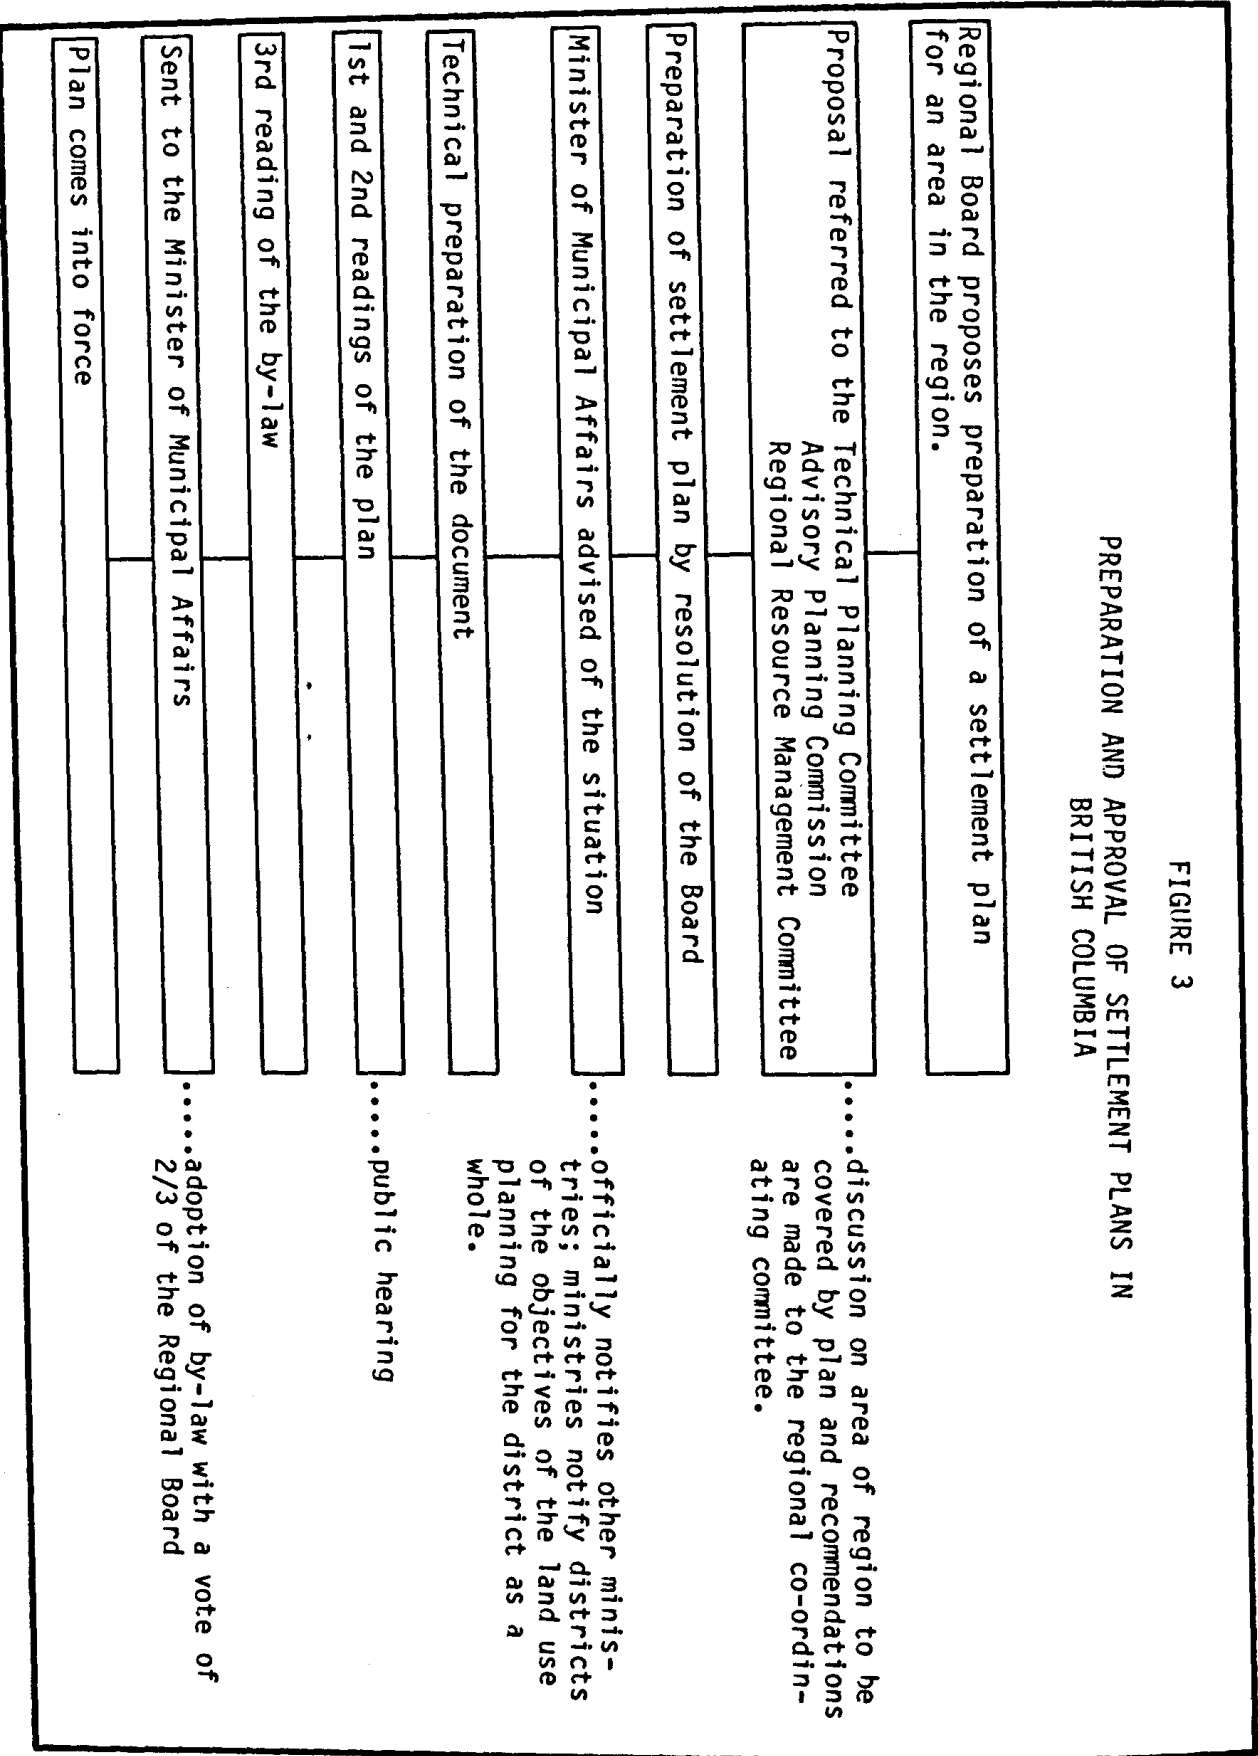 FIGURE 3
PREPARATION AND APPROVAL OF SETTLEMENT PLANS IN
BRITISH COLUMBIA
Regional Board proposes preparation of a settlement plan
for an area in the region.
Proposal referred to the Technical Planning Committee
Advisory Planning Commission
Regional Resource Management Committee
.....discussion on area of region to be
covered by plan and recommendations
are made to the regional co-ordin-
ating committee.
Preparation of settlement plan by resolution of the Board
Minister of Municipal Affairs advised of the situation
.....officially notifies other minis-
tries; ministries notify districts
of the objectives of the land use
planning for the district as a
whole.
Technical preparation of the document
1st and 2nd readings of the plan
.....public hearing
3rd reading of the by-law
Sent to the Minister of Municipal Affairs
.....adoption of by-law with a vote of
2/3 of the Regional Board
Plan comes into force